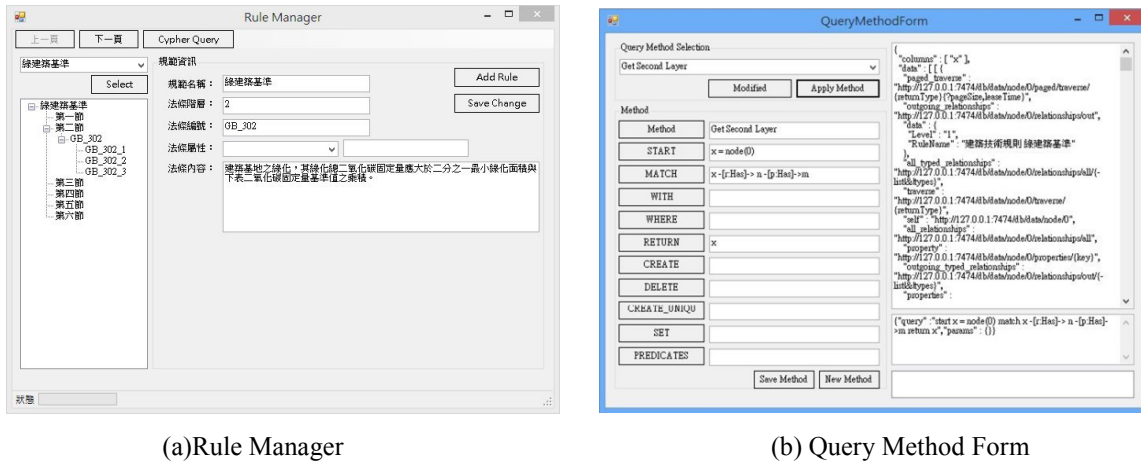 Rule Manager
上一頁 下一頁 Cypher Query
綠建築基準
Select
綠建築基準
第一節
第二節
GB_302
GB_302_1
GB_302_2
GB_302_3
第三節
第四節
第五節
第六節
規範資訊
規範名稱： 綠建築基準
Add Rule
法條階層： 2
Save Change
法條編號： GB_302
法條屬性：
法條內容： 建築基地之綠化，其綠化總二氧化碳固定量應大於二分之一最小綠化面積與
下表二氧化碳固定量基準值之乘積。
狀態
QueryMethodForm
Query Method Selection
Get Second Layer
Modified Apply Method
Method
Method Get Second Layer
START x = node(0)
MATCH x -[r:Has]-> n -[p:Has]->m
WITH
WHERE
RETURN x
CREATE
DELETE
CREATE_UNIQU
SET
PREDICATES
Save Method New Method
{
"columns" : [ "x" ],
"data" : [ [ {
"paged_traverse" :
"http://127.0.0.1:7474/db/data/node/0/paged/traverse/
{returnType}{?pageSize,leaseTime}",
"outgoing_relationships" :
"http://127.0.0.1:7474/db/data/node/0/relationships/out",
"data" : {
"Level" : "1",
"RuleName" : "建築技術規則 綠建築基準"
},
"all_typed_relationships" :
"http://127.0.0.1:7474/db/data/node/0/relationships/all/{-
list|&|types}",
"traverse" :
"http://127.0.0.1:7474/db/data/node/0/traverse/
{returnType}",
"self" : "http://127.0.0.1:7474/db/data/node/0",
"all_relationships" :
"http://127.0.0.1:7474/db/data/node/0/relationships/all",
"property" :
"http://127.0.0.1:7474/db/data/node/0/properties/{key}",
"outgoing_typed_relationships" :
"http://127.0.0.1:7474/db/data/node/0/relationships/out/{-
list|&|types}",
"properties" :
{"query" :"start x = node(0) match x -[r:Has]-> n -[p:Has]-
>m return x","params" : {}}
(a)Rule Manager
(b) Query Method Form